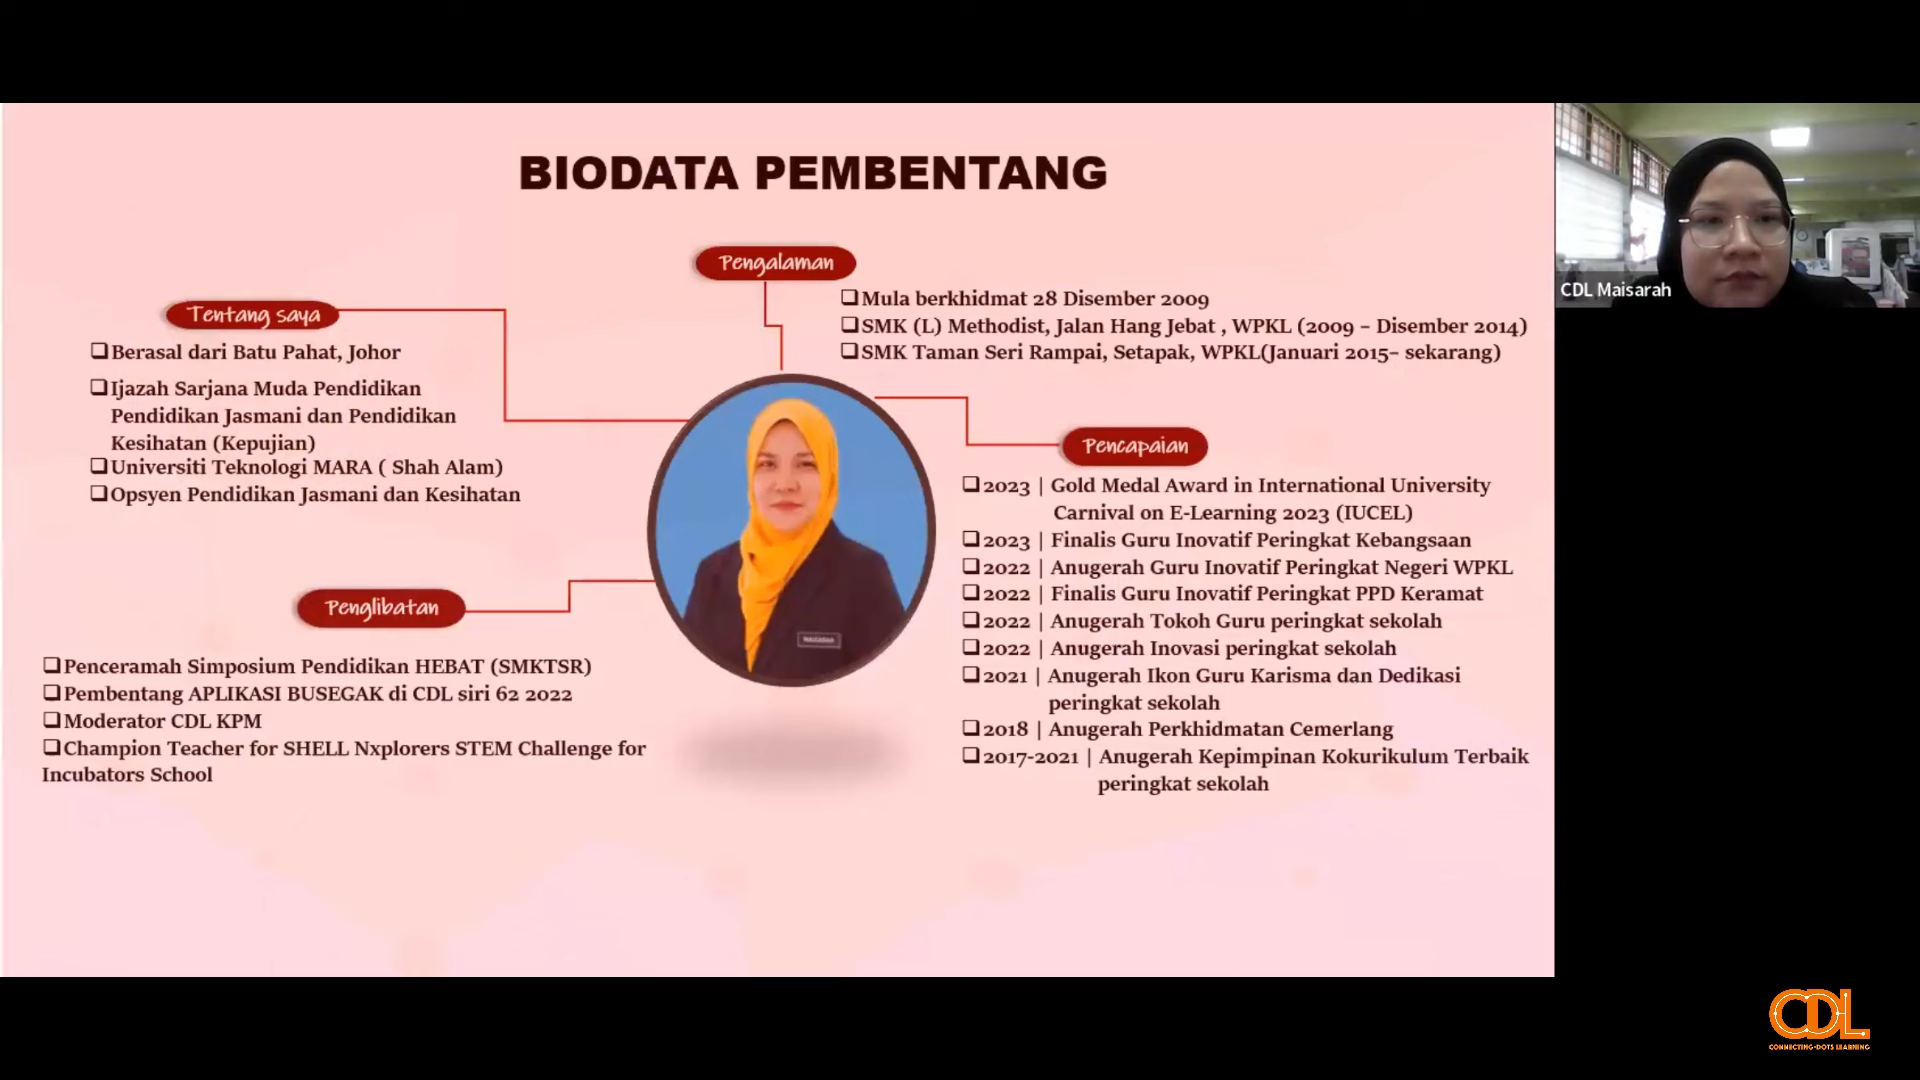 BIODATA PEMBENTANG
Pengalaman
Mula berkhidmat 28 Disember 2009
SMK (L) Methodist, Jalan Hang Jebat , WPKL (2009 – Disember 2014)
SMK Taman Seri Rampai, Setapak, WPKL(Januari 2015– sekarang)
Tentang saya
Berasal dari Batu Pahat, Johor
Ijazah Sarjana Muda Pendidikan
Pendidikan Jasmani dan Pendidikan
Kesihatan (Kepujian)
Universiti Teknologi MARA ( Shah Alam)
Opsyen Pendidikan Jasmani dan Kesihatan
Pencapaian
2023 | Gold Medal Award in International University
Carnival on E-Learning 2023 (IUCEL)
2023 | Finalis Guru Inovatif Peringkat Kebangsaan
2022 | Anugerah Guru Inovatif Peringkat Negeri WPKL
2022 | Finalis Guru Inovatif Peringkat PPD Keramat
2022 | Anugerah Tokoh Guru peringkat sekolah
2022 | Anugerah Inovasi peringkat sekolah
2021 | Anugerah Ikon Guru Karisma dan Dedikasi
peringkat sekolah
2018 | Anugerah Perkhidmatan Cemerlang
2017-2021 | Anugerah Kepimpinan Kokurikulum Terbaik
peringkat sekolah
Penglibatan
Penceramah Simposium Pendidikan HEBAT (SMKTSR)
Pembentang APLIKASI BUSEGAK di CDL siri 62 2022
Moderator CDL KPM
Champion Teacher for SHELL Nxplorers STEM Challenge for
Incubators School
CDL Maisarah
CDL
CONNECTING-DOTS LEARNING